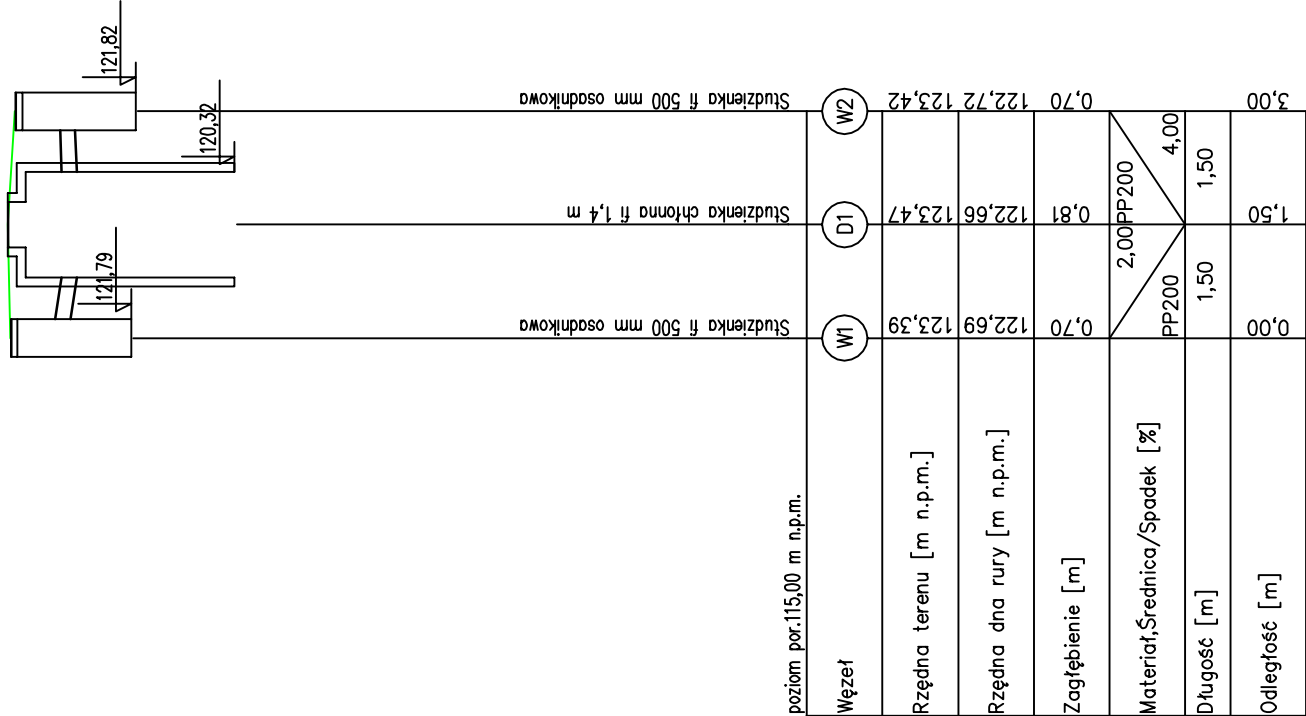 121,82
120,32
121,79
Studzienka fi 500 mm osadnikowa
Studzienka chłonna fi 1,4 m
Studzienka fi 500 mm osadnikowa
poziom por.115,00 m n.p.m.
Węzeł W1 D1 W2
Rzędna terenu [m n.p.m.] 123,39 123,47 123,42
Rzędna dna rury [m n.p.m.] 122,69 122,66 122,72
Zagłębienie [m] 0,70 0,81 0,70
Materiał,Średnica/Spadek [%] PP200 2,00 PP200 4,00
Długość [m] 1,50 1,50
Odległość [m] 0,00 1,50 3,00